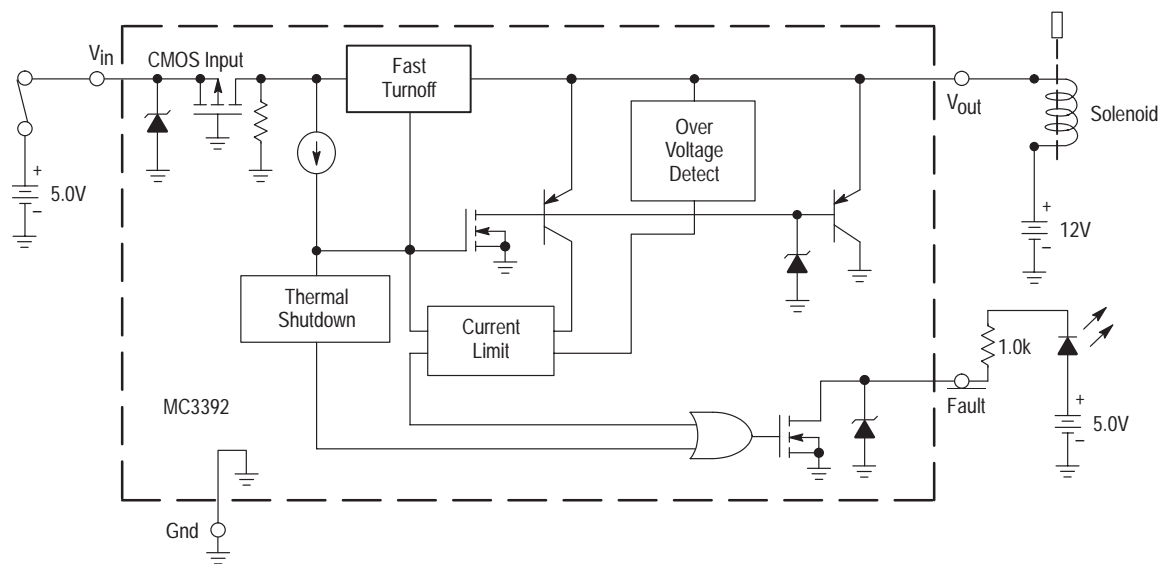 Vin
CMOS Input
Fast
Turnoff
Vout
Solenoid
Over
Voltage
Detect
+
5.0V
−
+
12V
−
Thermal
Shutdown
Current
Limit
1.0k
MC3392
Fault
+
5.0V
−
Gnd